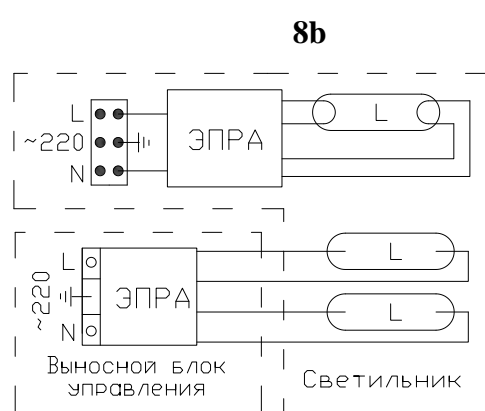 8b
L
~220
N
ЭПРА
L
L
~220
N
ЭПРА
L
L
Выносной блок
управления
Светильник